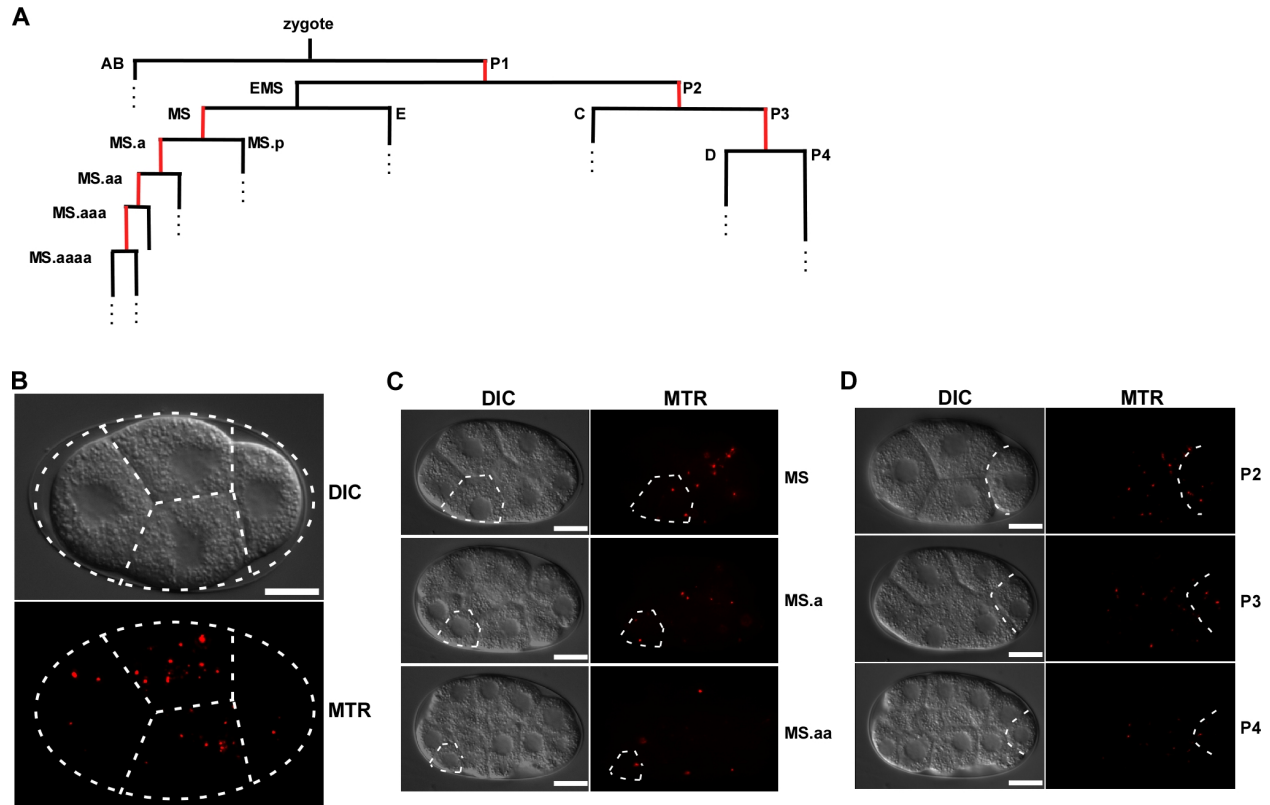 A
zygote
AB
P1
EMS
P2
MS
E
C
P3
MS.a
MS.p
D
P4
MS.aa
MS.aaa
MS.aaaa
B
DIC
MTR
C
DIC MTR
MS
MS.a
MS.aa
D
DIC MTR
P2
P3
P4